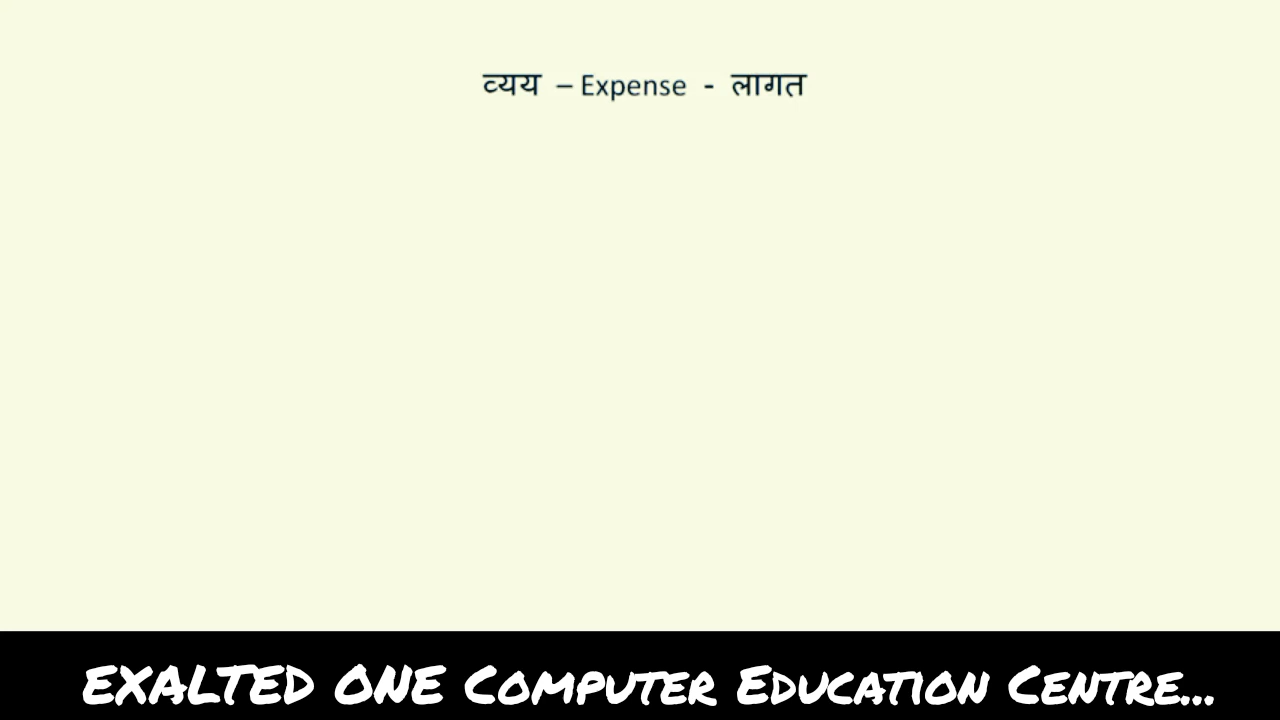 व्यय – Expense - लागत
EXALTED ONE COMPUTER EDUCATION CENTRE...